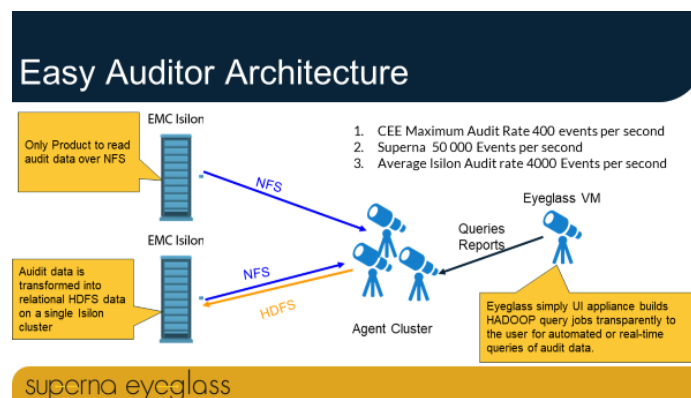 Easy Auditor Architecture
EMC Isilon
Only Product to read
audit data over NFS
1. CEE Maximum Audit Rate 400 events per second
2. Superna 50 000 Events per second
3. Average Isilon Audit rate 4000 Events per second
NFS
Eyeglass VM
Queries
Reports
EMC Isilon
Auidit data is
transformed into
relational HDFS data
on a single Isilon
cluster
NFS
HDFS
Agent Cluster
Eyeglass simply UI appliance builds
HADOOP query jobs transparently to
the user for automated or real-time
queries of audit data.
superna eyeglass